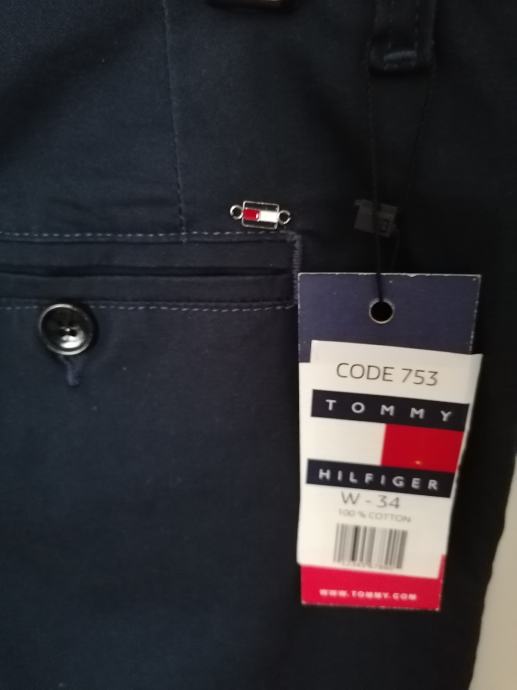 CODE 753
TOMMY
HILFIGER
W - 34
100 % COTTON
WWW.TOMMY.COM